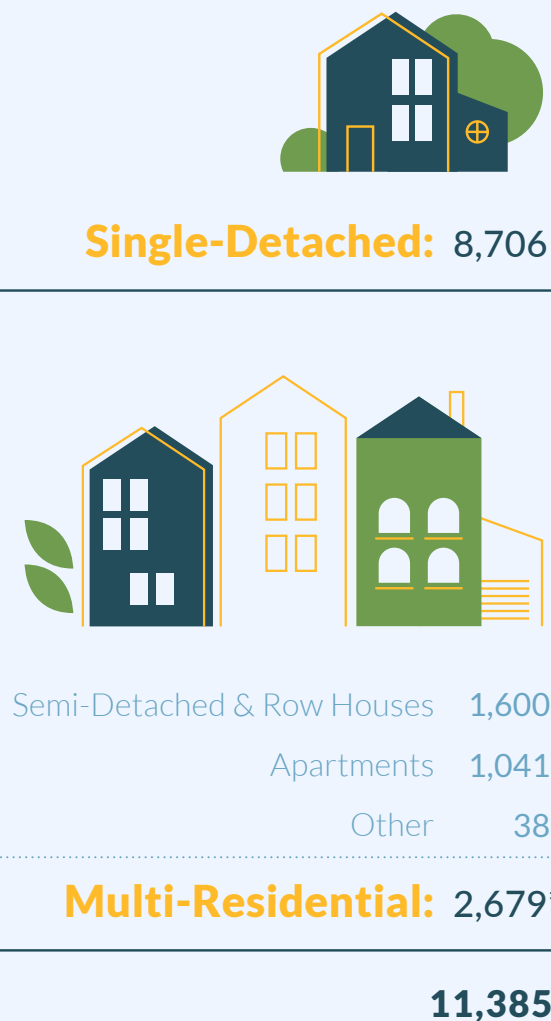 Single-Detached: 8,706
Semi-Detached & Row Houses 1,600
Apartments 1,041
Other 38
Multi-Residential: 2,679*
11,385